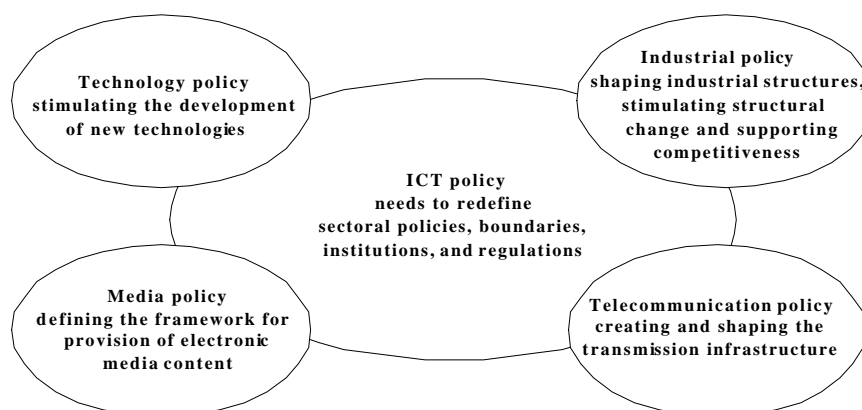 Technology policy
stimulating the development
of new technologies
Industrial policy
shaping industrial structures,
stimulating structural
change and supporting
competitiveness
ICT policy
needs to redefine
sectoral policies, boundaries,
institutions, and regulations
Media policy
defining the framework for
provision of electronic
media content
Telecommunication policy
creating and shaping the
transmission infrastructure